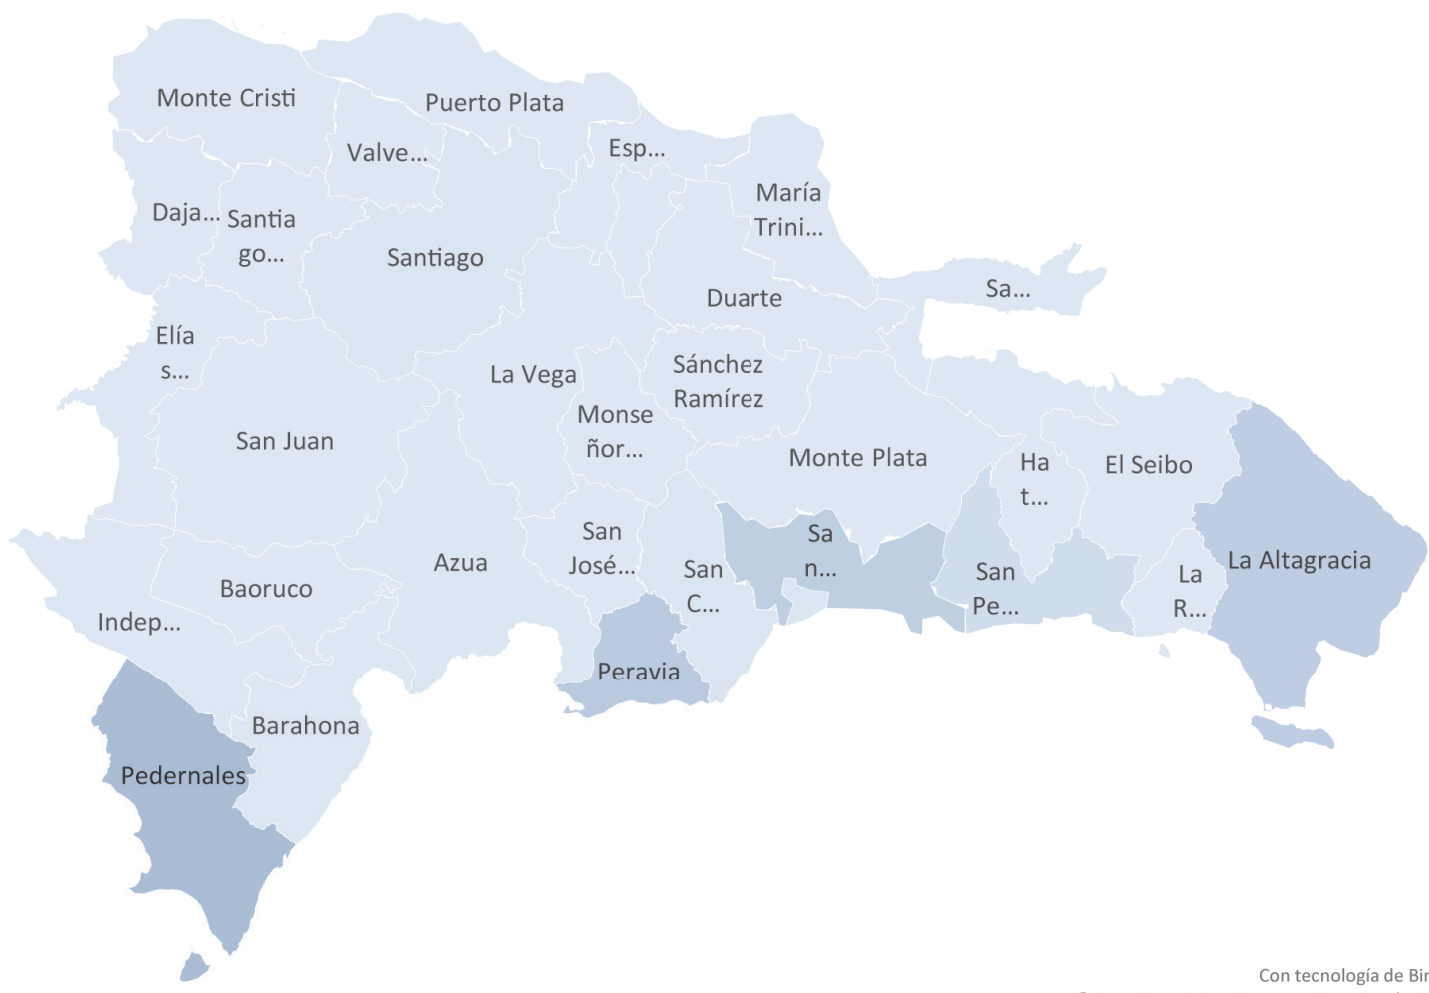 Monte Cristi
Puerto Plata
Valve...
Esp...
María
Trini...
Daja...
Santia
go...
Santiago
Sa...
Duarte
Elía
s...
La Vega
Sánchez
Ramírez
Monse
ñor...
San Juan
Monte Plata
Ha
t...
El Seibo
San
José...
Sa
n...
Azua
La Altagracia
Baoruco
San
C...
San
Pe...
La
R...
Indep...
Peravia
Barahona
Pedernales
Con tecnología de Bin